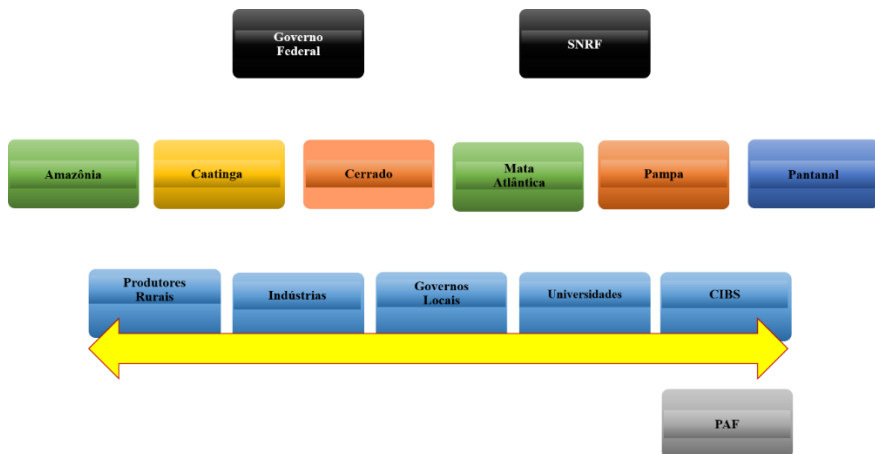 Governo
Federal
SNRF
Amazônia
Caatinga
Cerrado
Mata
Atlântica
Pampa
Pantanal
Produtores
Rurais
Indústrias
Governos
Locais
Universidades
CIBS
PAF